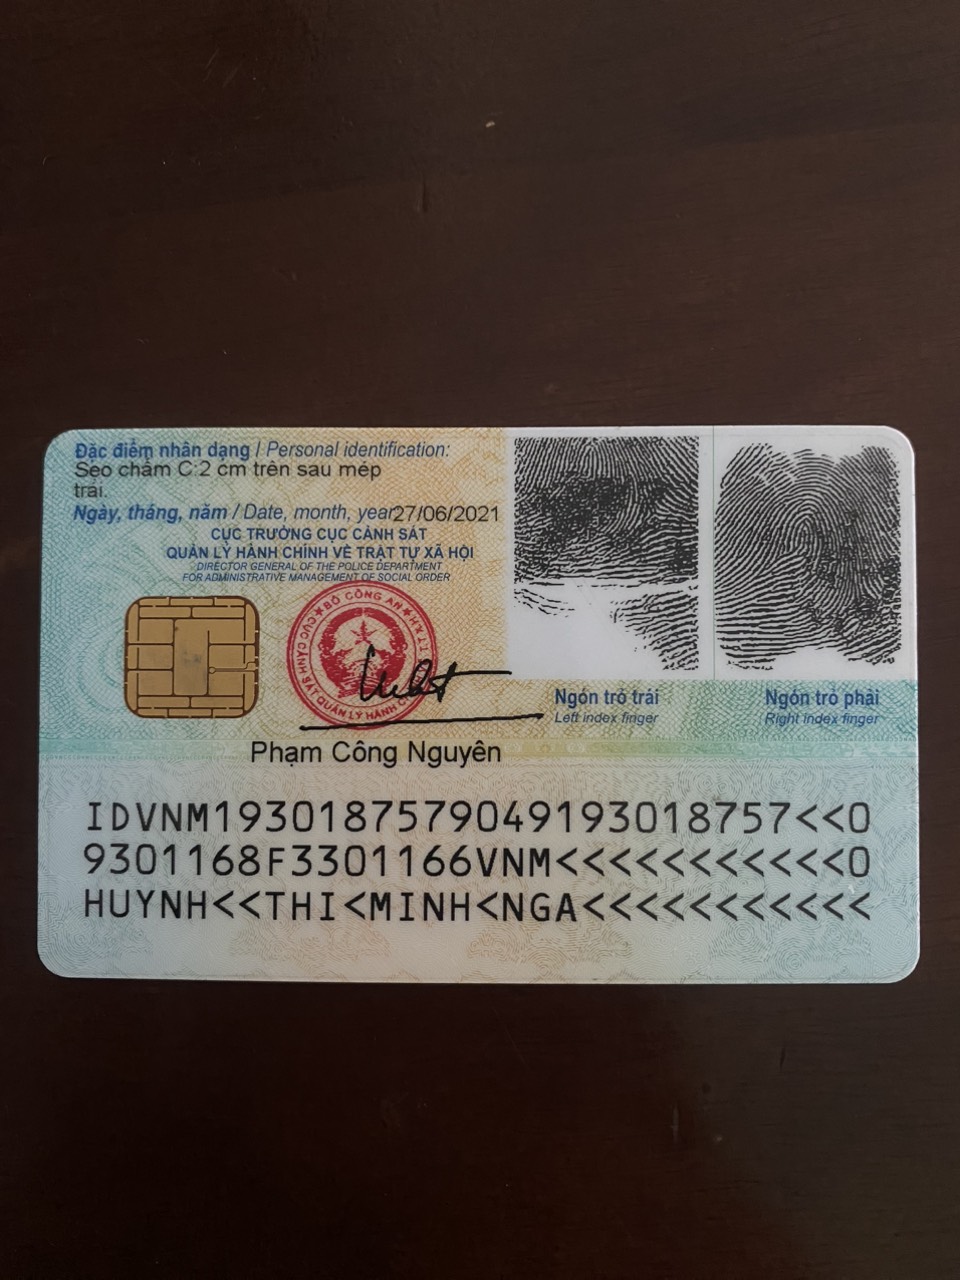 Đặc điểm nhân dạng / Personal identification:
Sẹo chấm C:2 cm trên sau mép
trái.
Ngày, tháng, năm / Date, month, year27/06/2021
CỤC TRƯỞNG CỤC CẢNH SÁT
QUẢN LÝ HÀNH CHÍNH VỀ TRẬT TỰ XÃ HỘI
DIRECTOR GENERAL OF THE POLICE DEPARTMENT
FOR ADMINISTRATIVE MANAGEMENT OF SOCIAL ORDER
BỘ CÔNG AN
CỤC CẢNH SÁT QUẢN LÝ HÀNH C
Phạm Công Nguyên
Ngón trỏ trái
Left index finger
Ngón trỏ phải
Right index finger
IDVNM1930187579049193018757<<0
9301168F3301166VNM<<<<<<<<<<<0
HUYNH<<THI<MINH<NGA<<<<<<<<<<<